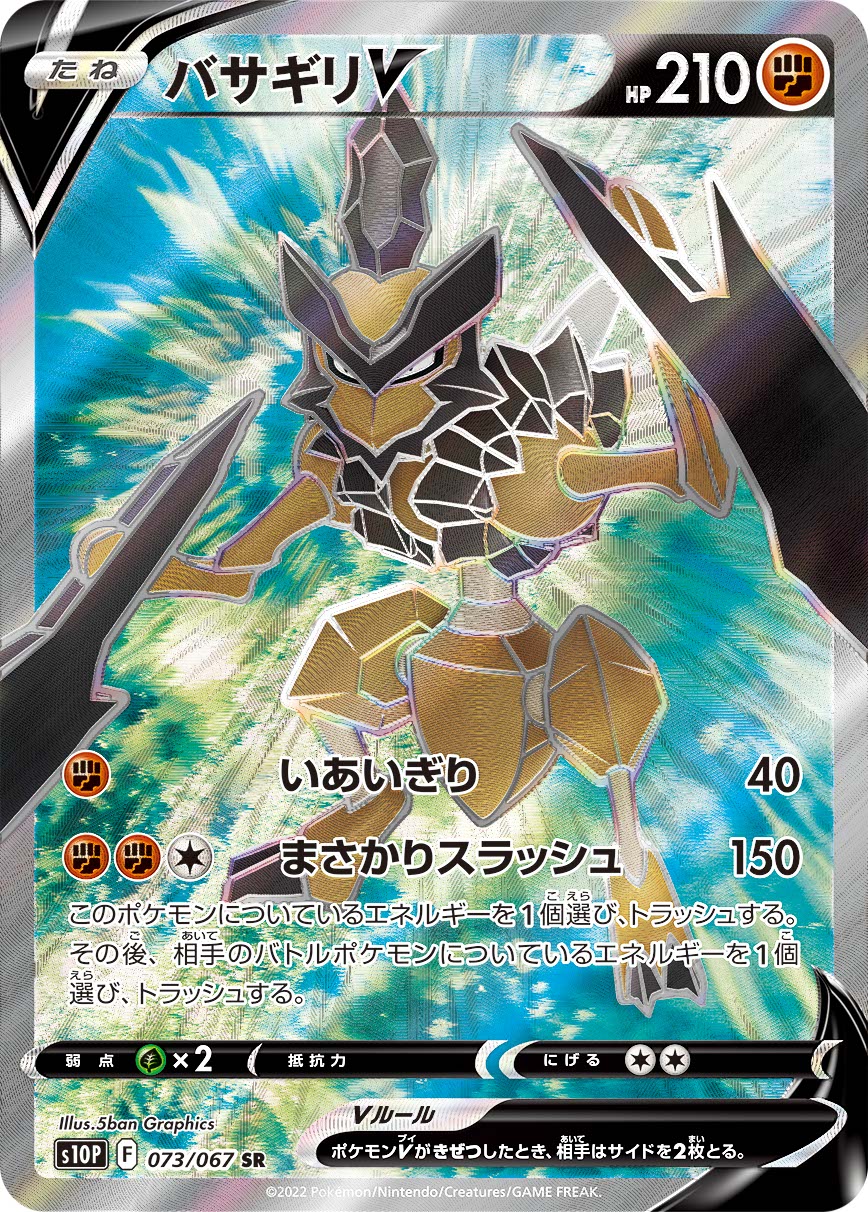 たね バサギリV HP 210
いあいぎり 40
まさかりスラッシュ 150
このポケモンについているエネルギーを1個選び、トラッシュする。
その後、相手のバトルポケモンについているエネルギーを1個
選び、トラッシュする。
弱点 ×2 抵抗力 にげる
Illus.5ban Graphics
Vルール
ポケモンVがきぜつしたとき、相手はサイドを2枚とる。
s10P F 073/067 SR
©2022 Pokémon/Nintendo/Creatures/GAME FREAK.